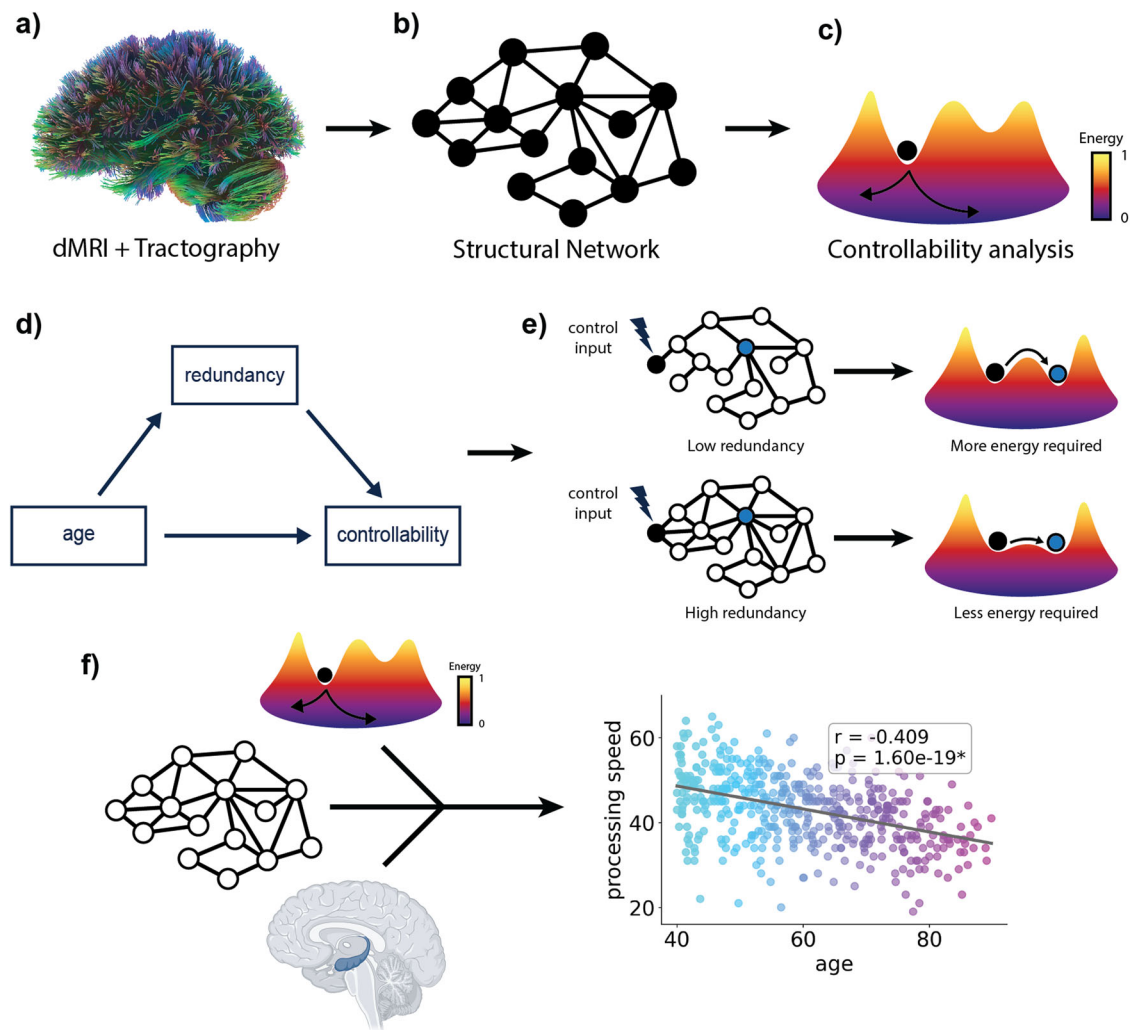 a)
b)
c)
Energy
1
0
dMRI + Tractography
Structural Network
Controllability analysis
d)
redundancy
age
controllability
e)
control
input
Low redundancy
More energy required
control
input
High redundancy
Less energy required
f)
Energy
1
0
r = -0.409
p = 1.60e-19*
processing speed
60
40
20
40
60
80
age